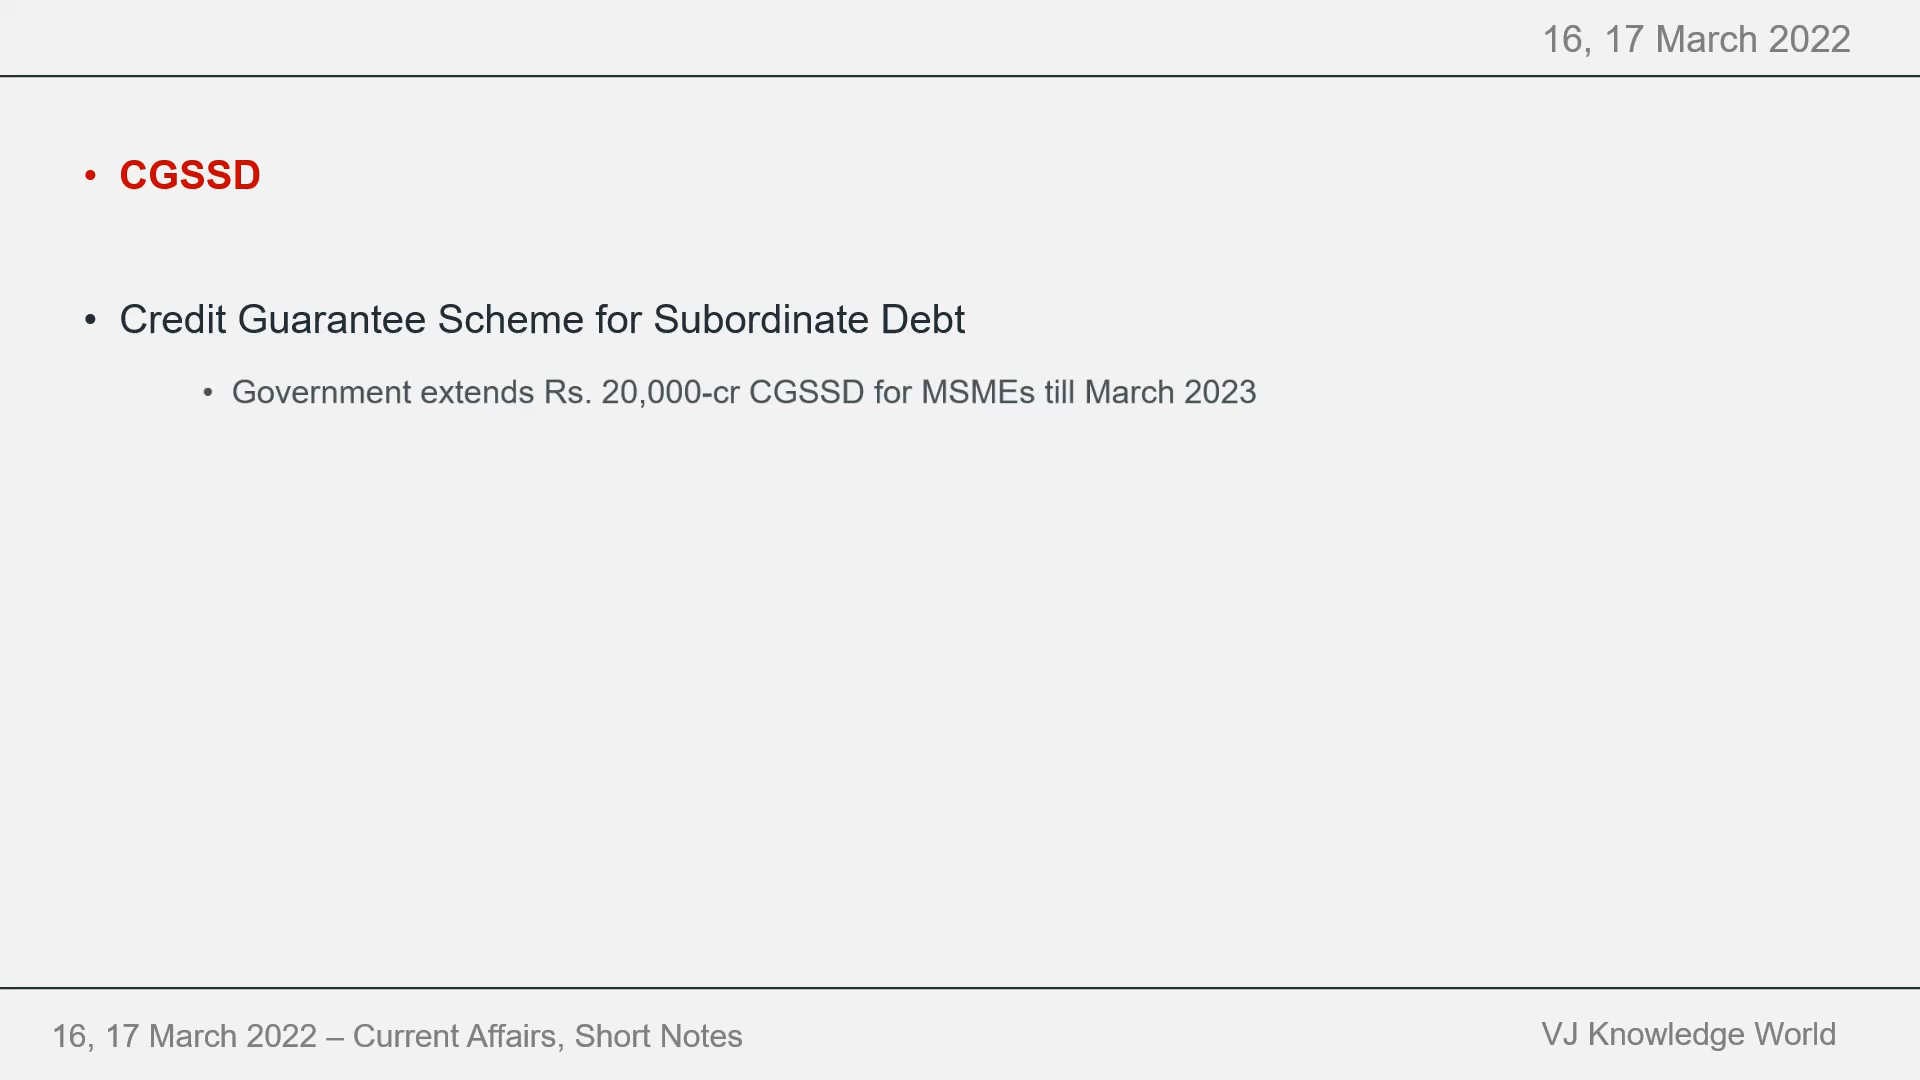 16, 17 March 2022
• CGSSD
• Credit Guarantee Scheme for Subordinate Debt
• Government extends Rs. 20,000-cr CGSSD for MSMEs till March 2023
16, 17 March 2022 – Current Affairs, Short Notes
VJ Knowledge World